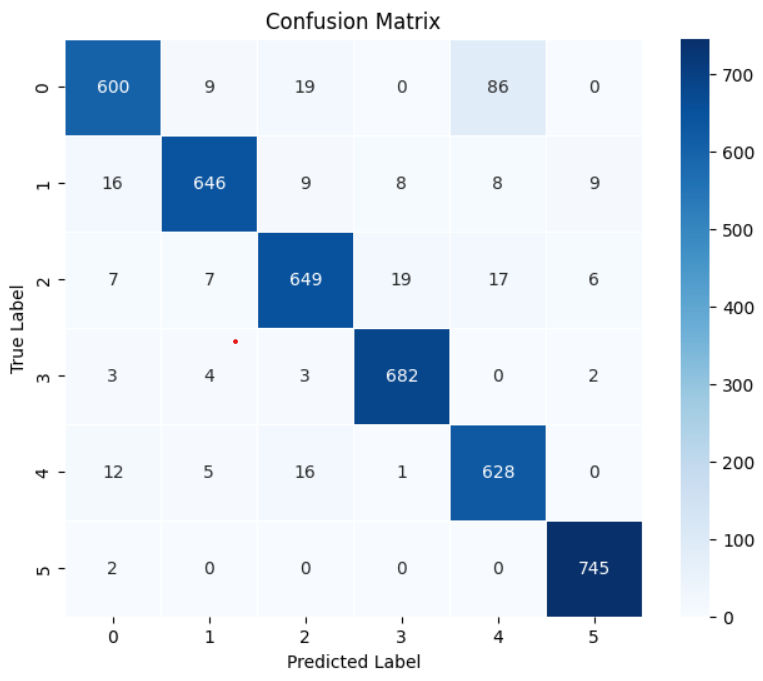 Confusion Matrix
True Label
0 600 9 19 0 86 0
1 16 646 9 8 8 9
2 7 7 649 19 17 6
3 3 4 3 682 0 2
4 12 5 16 1 628 0
5 2 0 0 0 0 745
0 1 2 3 4 5
Predicted Label
700
600
500
400
300
200
100
0